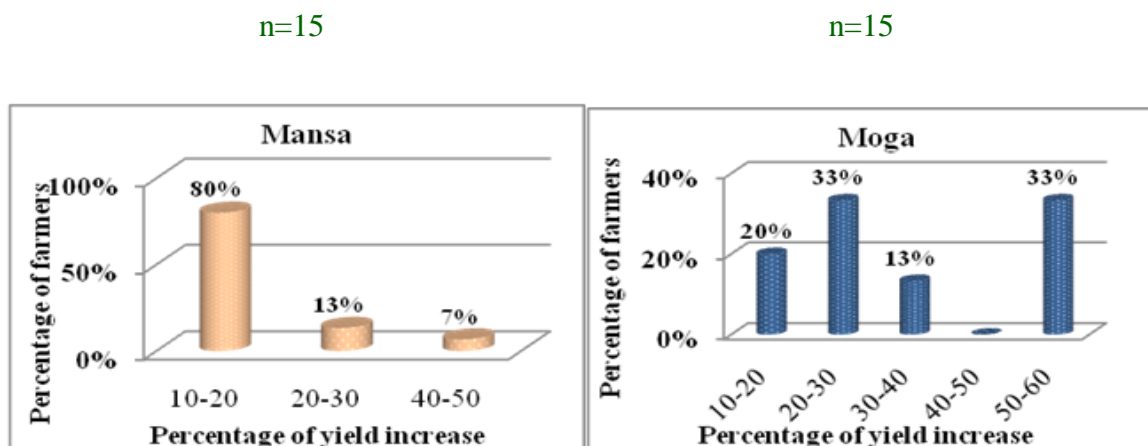 n=15
n=15
Mansa
Percentage of farmers
100%
50%
0%
80%
13%
7%
10-20
20-30
40-50
Percentage of yield increase
Moga
Percentage of farmers
40%
20%
0%
20%
33%
13%
33%
10-20
20-30
30-40
40-50
50-60
Percentage of yield increase